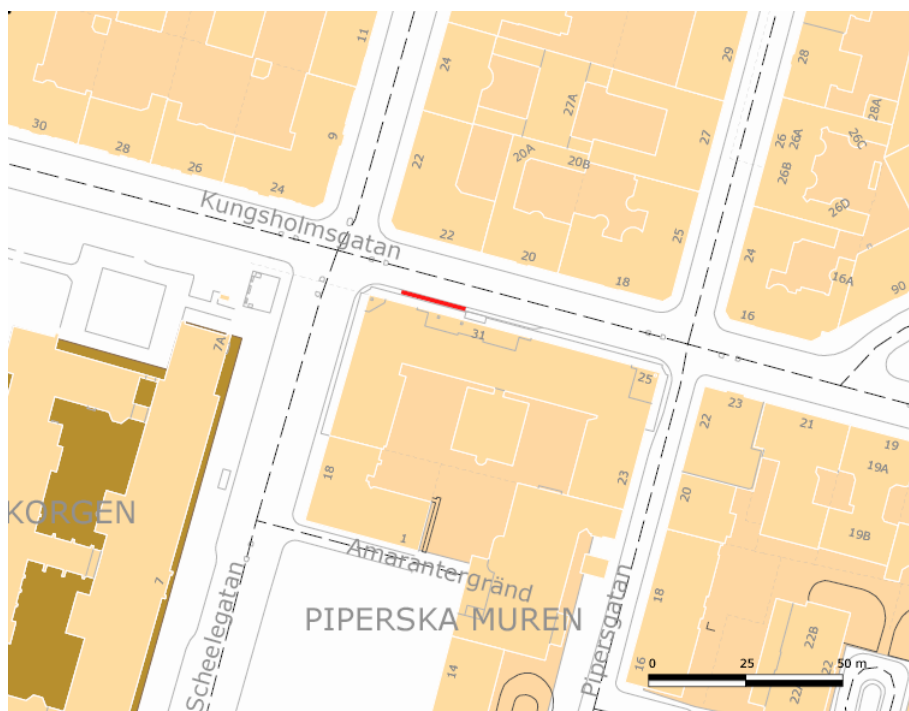 11
24
29
28
28A
27A
30
28
26
24
9
22
20A
20B
27
26
26A
26B
26C
26D
Kungsholmsgatan
22
20
18
25
24
16A
90
16
7A
31
25
23
22
21
19
19A
18
23
20
19B
KORGEN
1
Amarantergränd
PIPERSKA MUREN
7
Scheelegatan
Pipersgatan
18
14
16
22B
22
22A
0 25 50 m